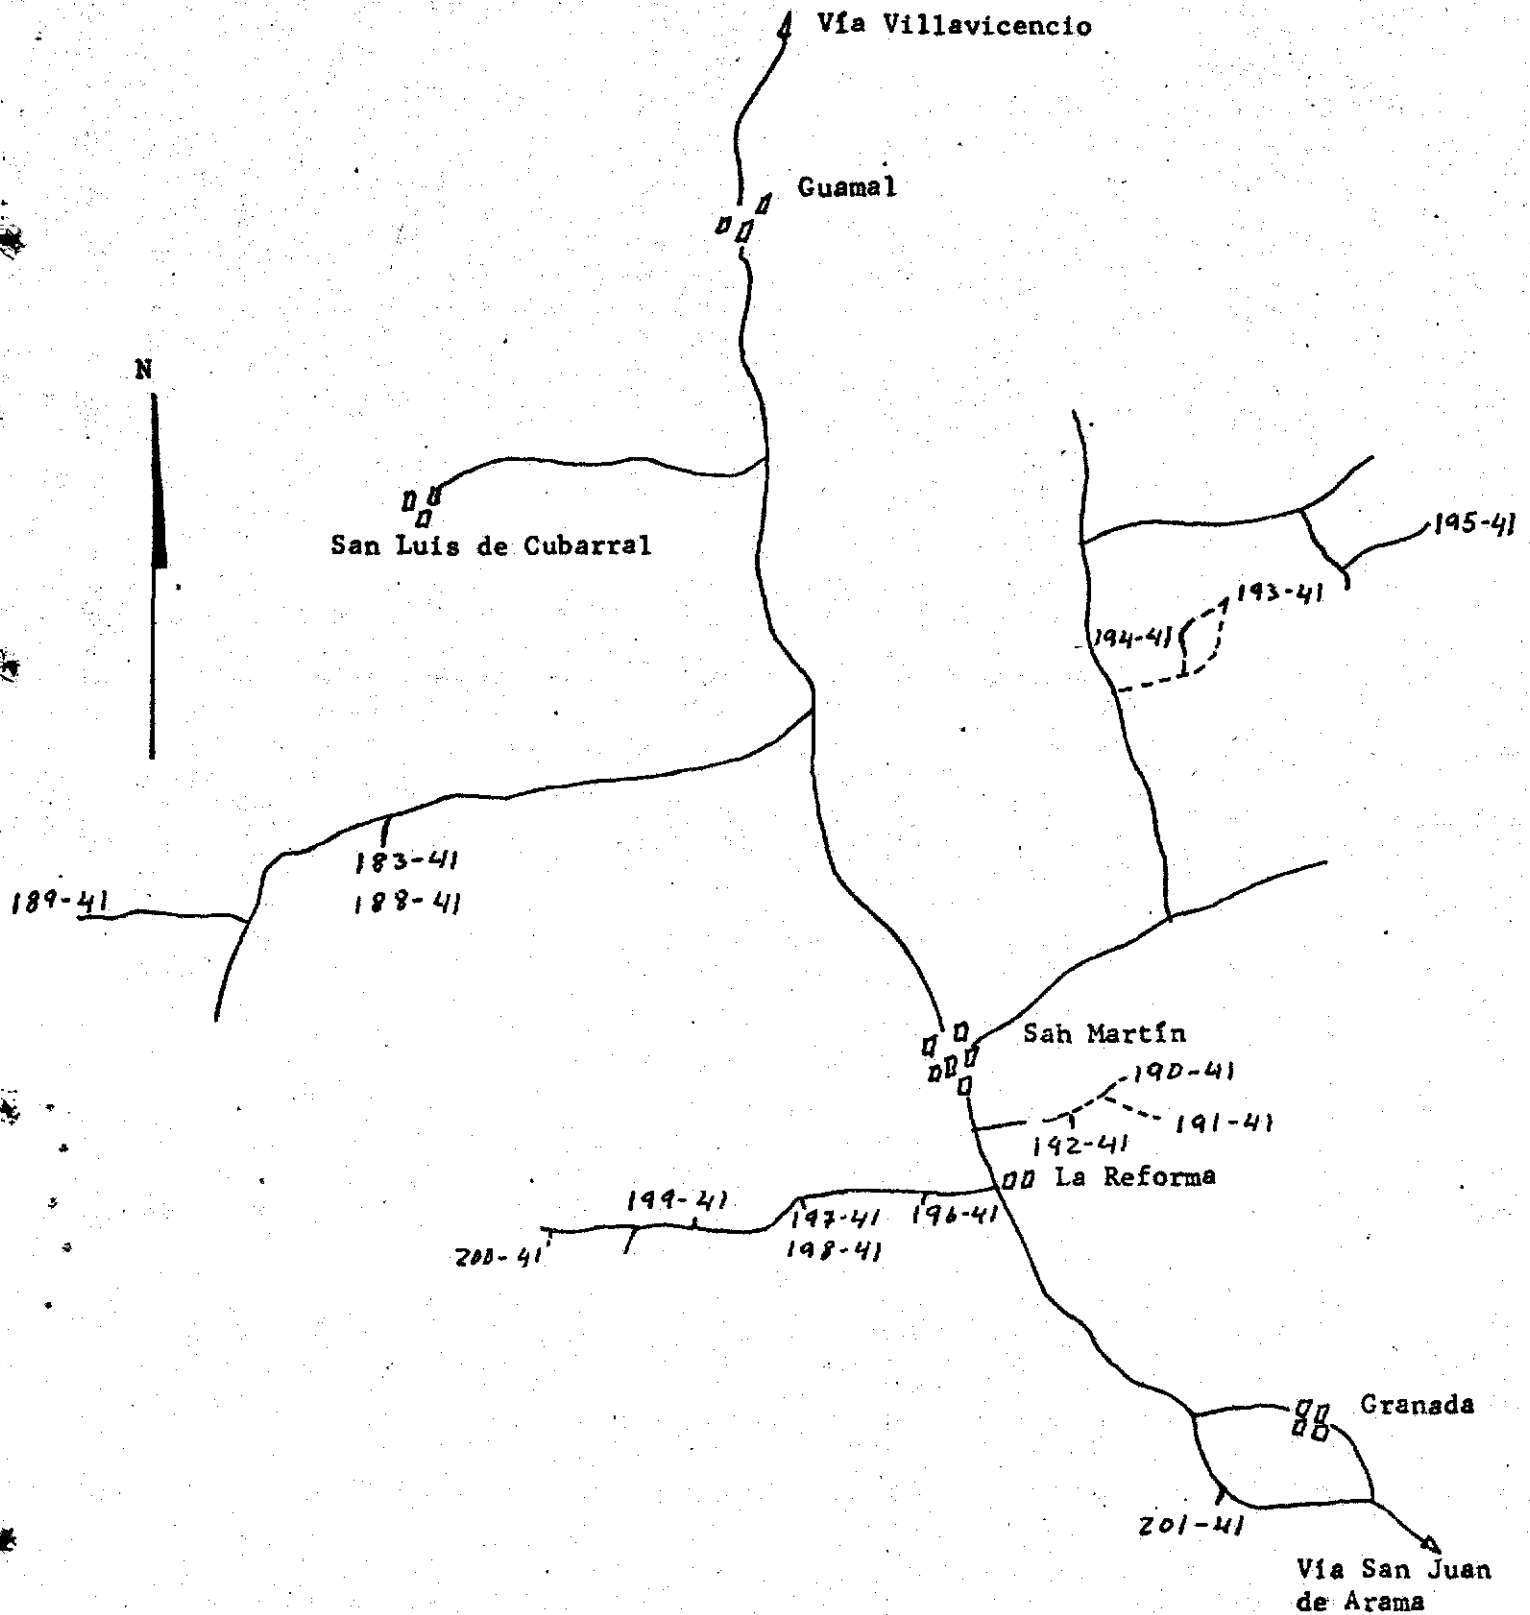 Vía Villavicencio
Guamal
N
San Luis de Cubarral
195-41
193-41
194-41
183-41
188-41
189-41
Sah Martín
190-41
191-41
192-41
La Reforma
199-41
197-41
196-41
198-41
200-41
Granada
201-41
Vía San Juan
de Arama